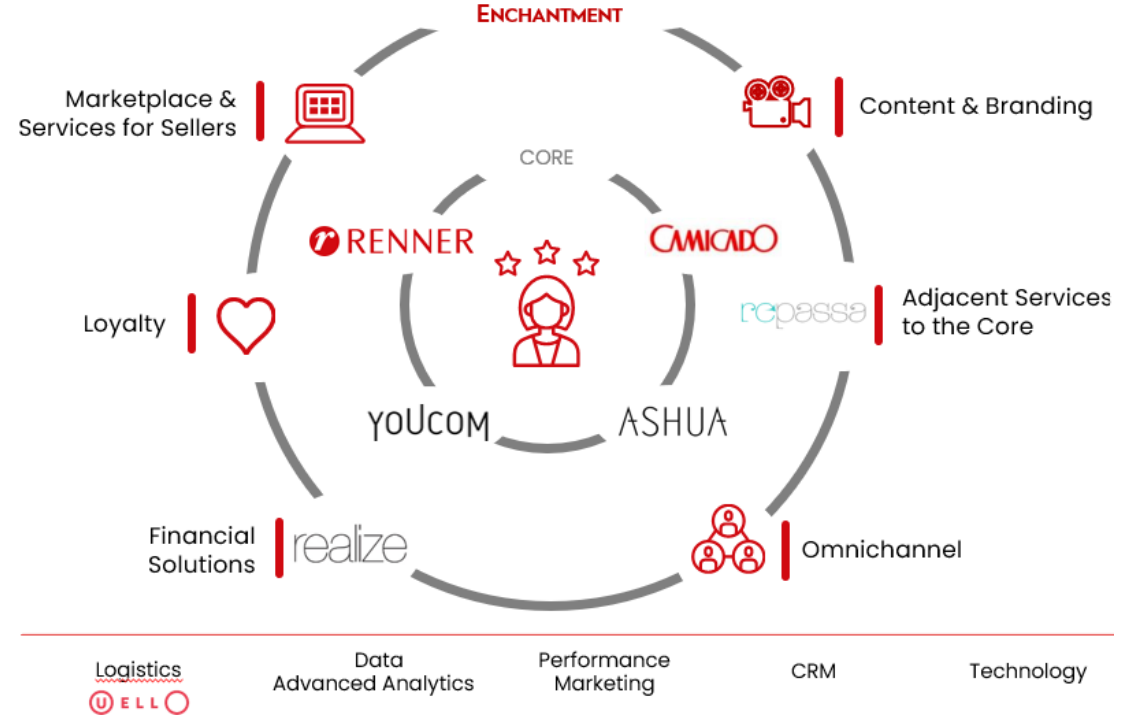 ENCHANTMENT
Marketplace &
Services for Sellers
Content & Branding
CORE
r RENNER
CAMICADO
Loyalty
repassa
Adjacent Services
to the Core
YOUCOM
ASHUA
Financial
Solutions
realize
Omnichannel
Logistics
UELLO
Data
Advanced Analytics
Performance
Marketing
CRM
Technology